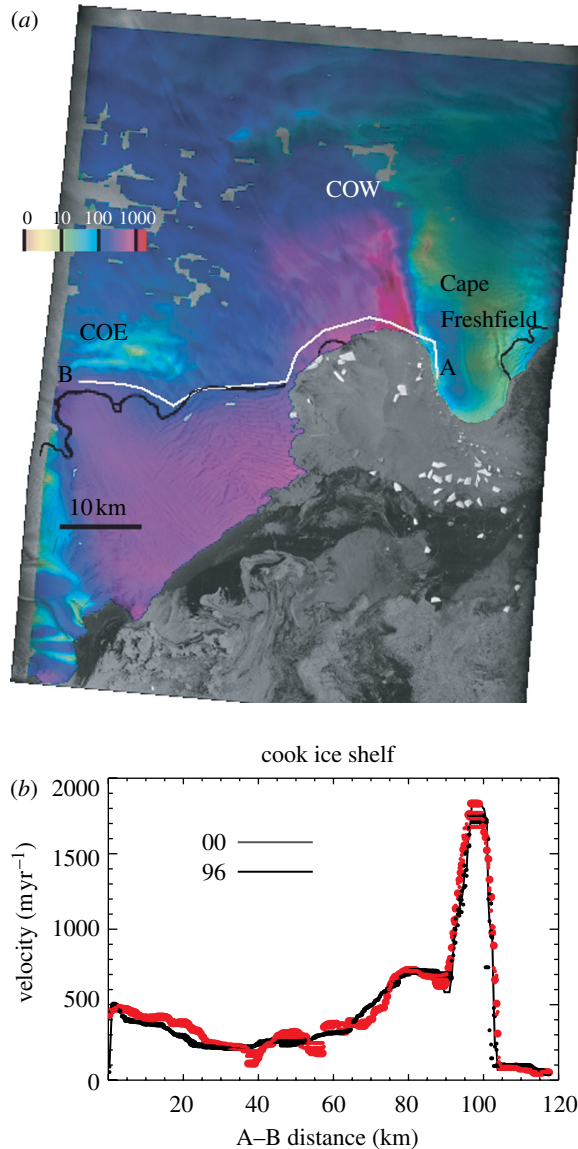 (a)
COW
0 10 100 1000
Cape
Freshfield
COE
B
A
10 km
cook ice shelf
(b)
2000
1500
1000
500
0
velocity (m yr−1)
00
96
20 40 60 80 100 120
A–B distance (km)